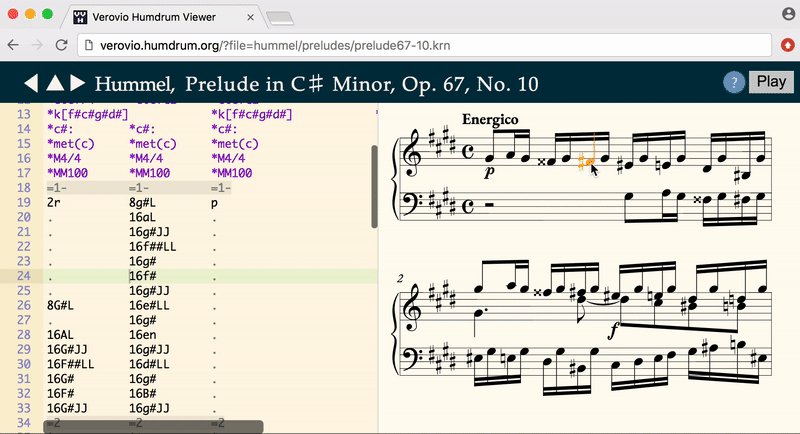 Verovio Humdrum Viewer
verovio.humdrum.org/?file=hummel/preludes/prelude67-10.krn
Hummel, Prelude in C♯ Minor, Op. 67, No. 10
? Play
13 *k[f#c#g#d#] *k[f#c#g#d#]
14 *c#: *c#: *c#:
15 *met(c) *met(c) *met(c)
16 *M4/4 *M4/4 *M4/4
17 *MM100 *MM100 *MM100
18 =1- =1- =1-
19 2r 8g#L p
20 . 16aL .
21 . 16g#JJ .
22 . 16f##LL .
23 . 16g# .
24 . 16f# .
25 . 16g#JJ .
26 8G#L 16e#LL .
27 . 16g# .
28 16AL 16en .
29 16G#JJ 16g#JJ .
30 16F##LL 16d#LL .
31 16G# 16g# .
32 16F# 16B# .
33 16G#JJ 16g#JJ .
34 =2 =2 =2
Energico
p
2
f